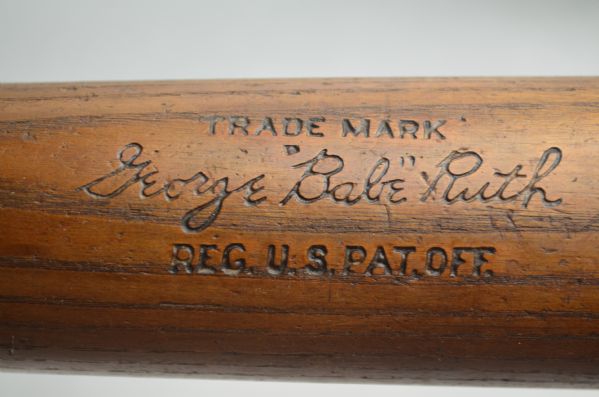 TRADE MARK
George "Babe" Ruth
REG. U.S. PAT. OFF.